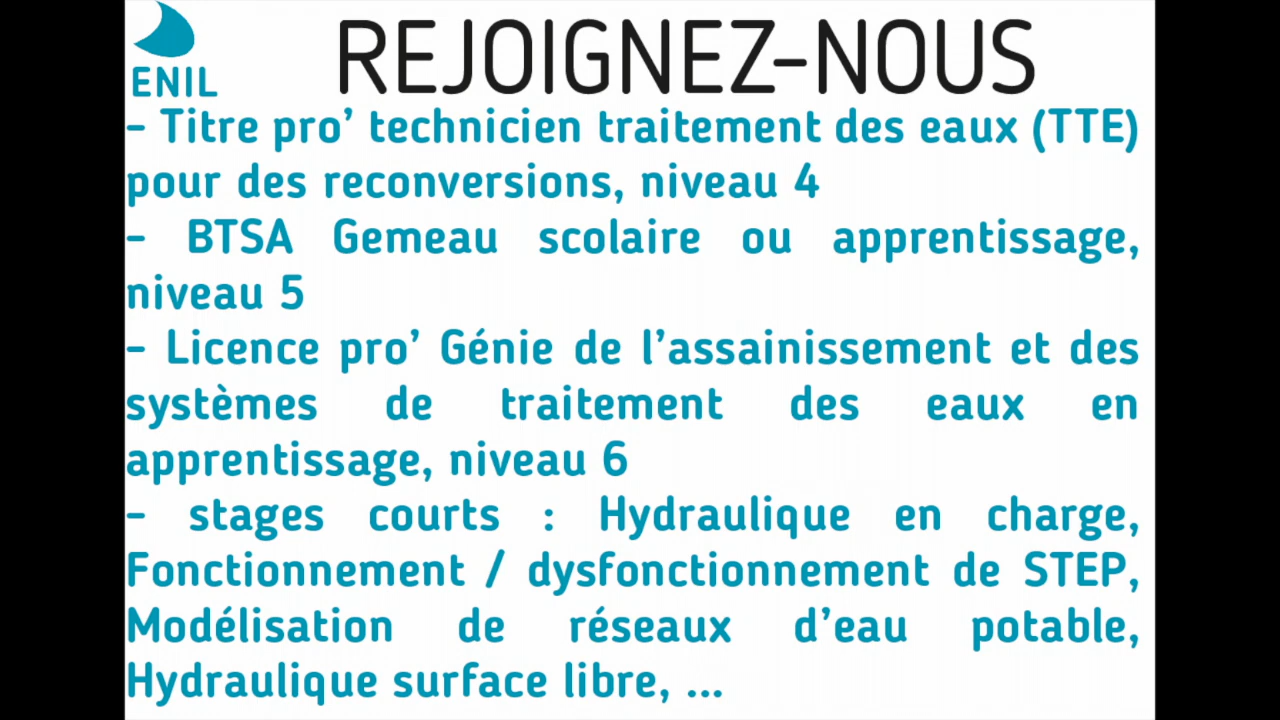 ENIL
REJOIGNEZ-NOUS
- Titre pro’ technicien traitement des eaux (TTE)
pour des reconversions, niveau 4
- BTSA Gemeau scolaire ou apprentissage,
niveau 5
- Licence pro’ Génie de l’assainissement et des
systèmes de traitement des eaux en
apprentissage, niveau 6
- stages courts : Hydraulique en charge,
Fonctionnement / dysfonctionnement de STEP,
Modélisation de réseaux d’eau potable,
Hydraulique surface libre, ...